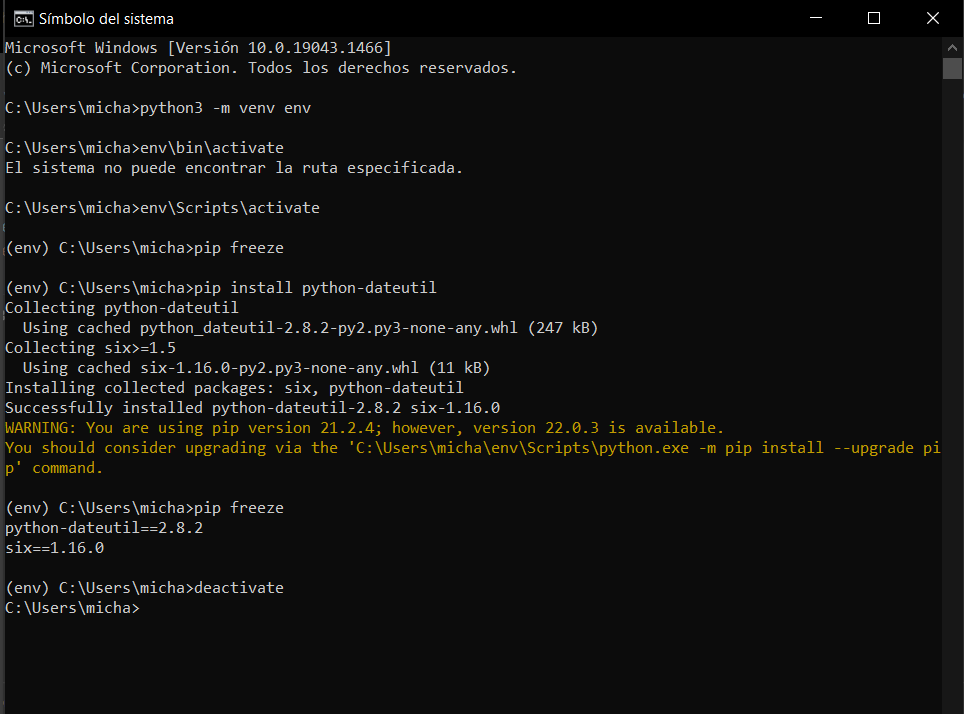 Símbolo del sistema
Microsoft Windows [Versión 10.0.19043.1466]
(c) Microsoft Corporation. Todos los derechos reservados.
C:\Users\micha>python3 -m venv env
C:\Users\micha>env\bin\activate
El sistema no puede encontrar la ruta especificada.
C:\Users\micha>env\Scripts\activate
(env) C:\Users\micha>pip freeze
(env) C:\Users\micha>pip install python-dateutil
Collecting python-dateutil
  Using cached python_dateutil-2.8.2-py2.py3-none-any.whl (247 kB)
Collecting six>=1.5
  Using cached six-1.16.0-py2.py3-none-any.whl (11 kB)
Installing collected packages: six, python-dateutil
Successfully installed python-dateutil-2.8.2 six-1.16.0
WARNING: You are using pip version 21.2.4; however, version 22.0.3 is available.
You should consider upgrading via the 'C:\Users\micha\env\Scripts\python.exe -m pip install --upgrade pi
p' command.
(env) C:\Users\micha>pip freeze
python-dateutil==2.8.2
six==1.16.0
(env) C:\Users\micha>deactivate
C:\Users\micha>